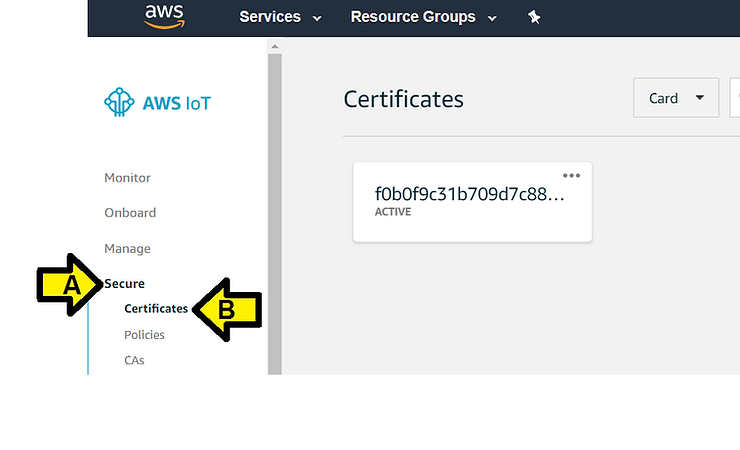 aws
Services
Resource Groups
AWS IoT
Monitor
Onboard
Manage
A
Secure
Certificates
B
Policies
CAs
Certificates
Card
f0b0f9c31b709d7c88...
ACTIVE